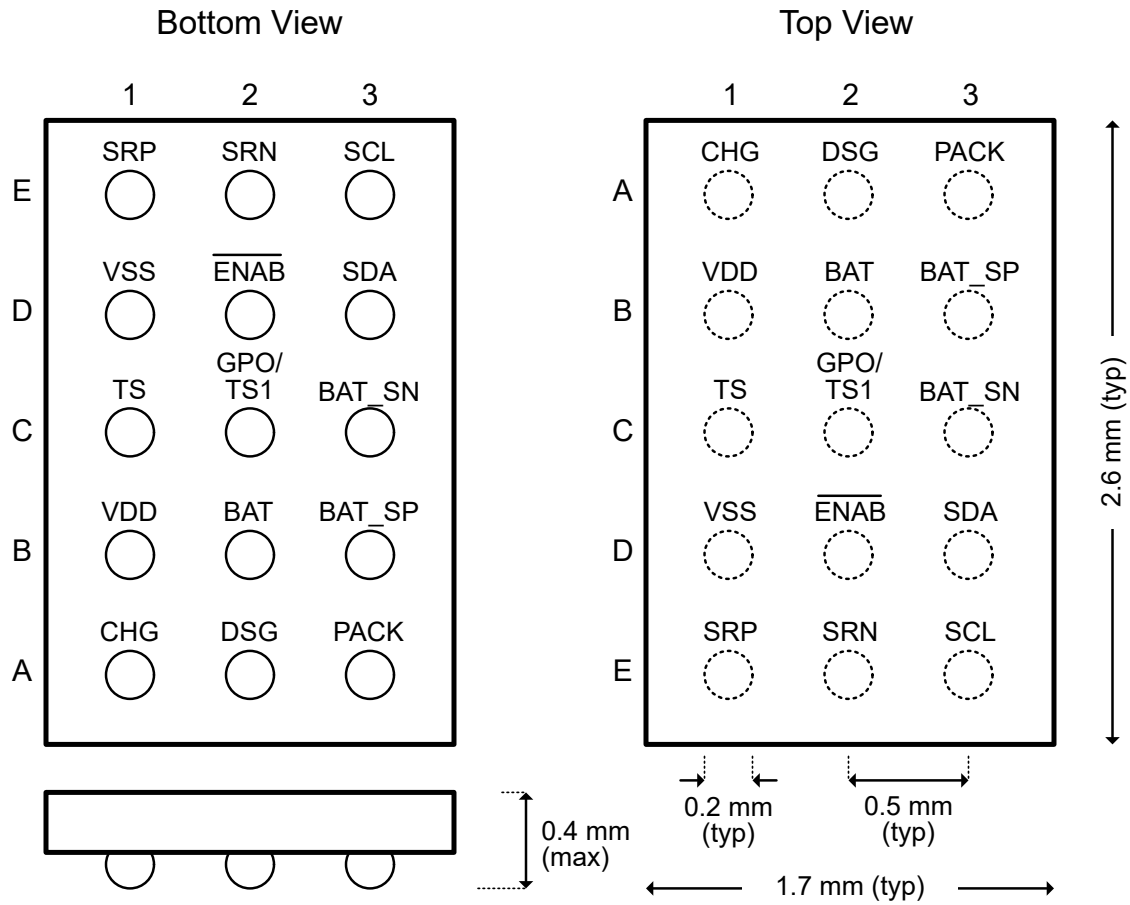 Bottom View
1 2 3
SRP SRN SCL
E
VSS ENAB SDA
D
GPO/
TS TS1 BAT_SN
C
VDD BAT BAT_SP
B
CHG DSG PACK
A
0.4 mm
(max)
Top View
1 2 3
CHG DSG PACK
A
VDD BAT BAT_SP
B
GPO/
TS TS1 BAT_SN
C
VSS ENAB SDA
D
SRP SRN SCL
E
2.6 mm (typ)
0.2 mm
(typ)
0.5 mm
(typ)
1.7 mm (typ)